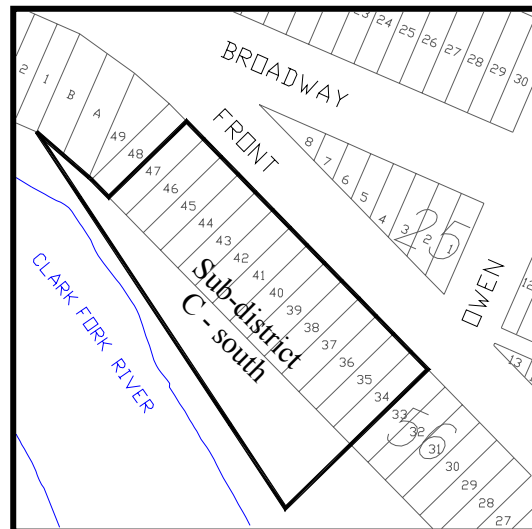 23 24 25 26 27 28 29 30
BROADWAY
2 1 B A 49 48 47 46 45 44 43 42 41 40 39 38 37 36 35 34 33 32 31 30 29 28 27
FRONT
8 7 6 5 4 3 2 1
25
OWEN
12
13
CLARK FORK RIVER
Sub-district
C - south
56